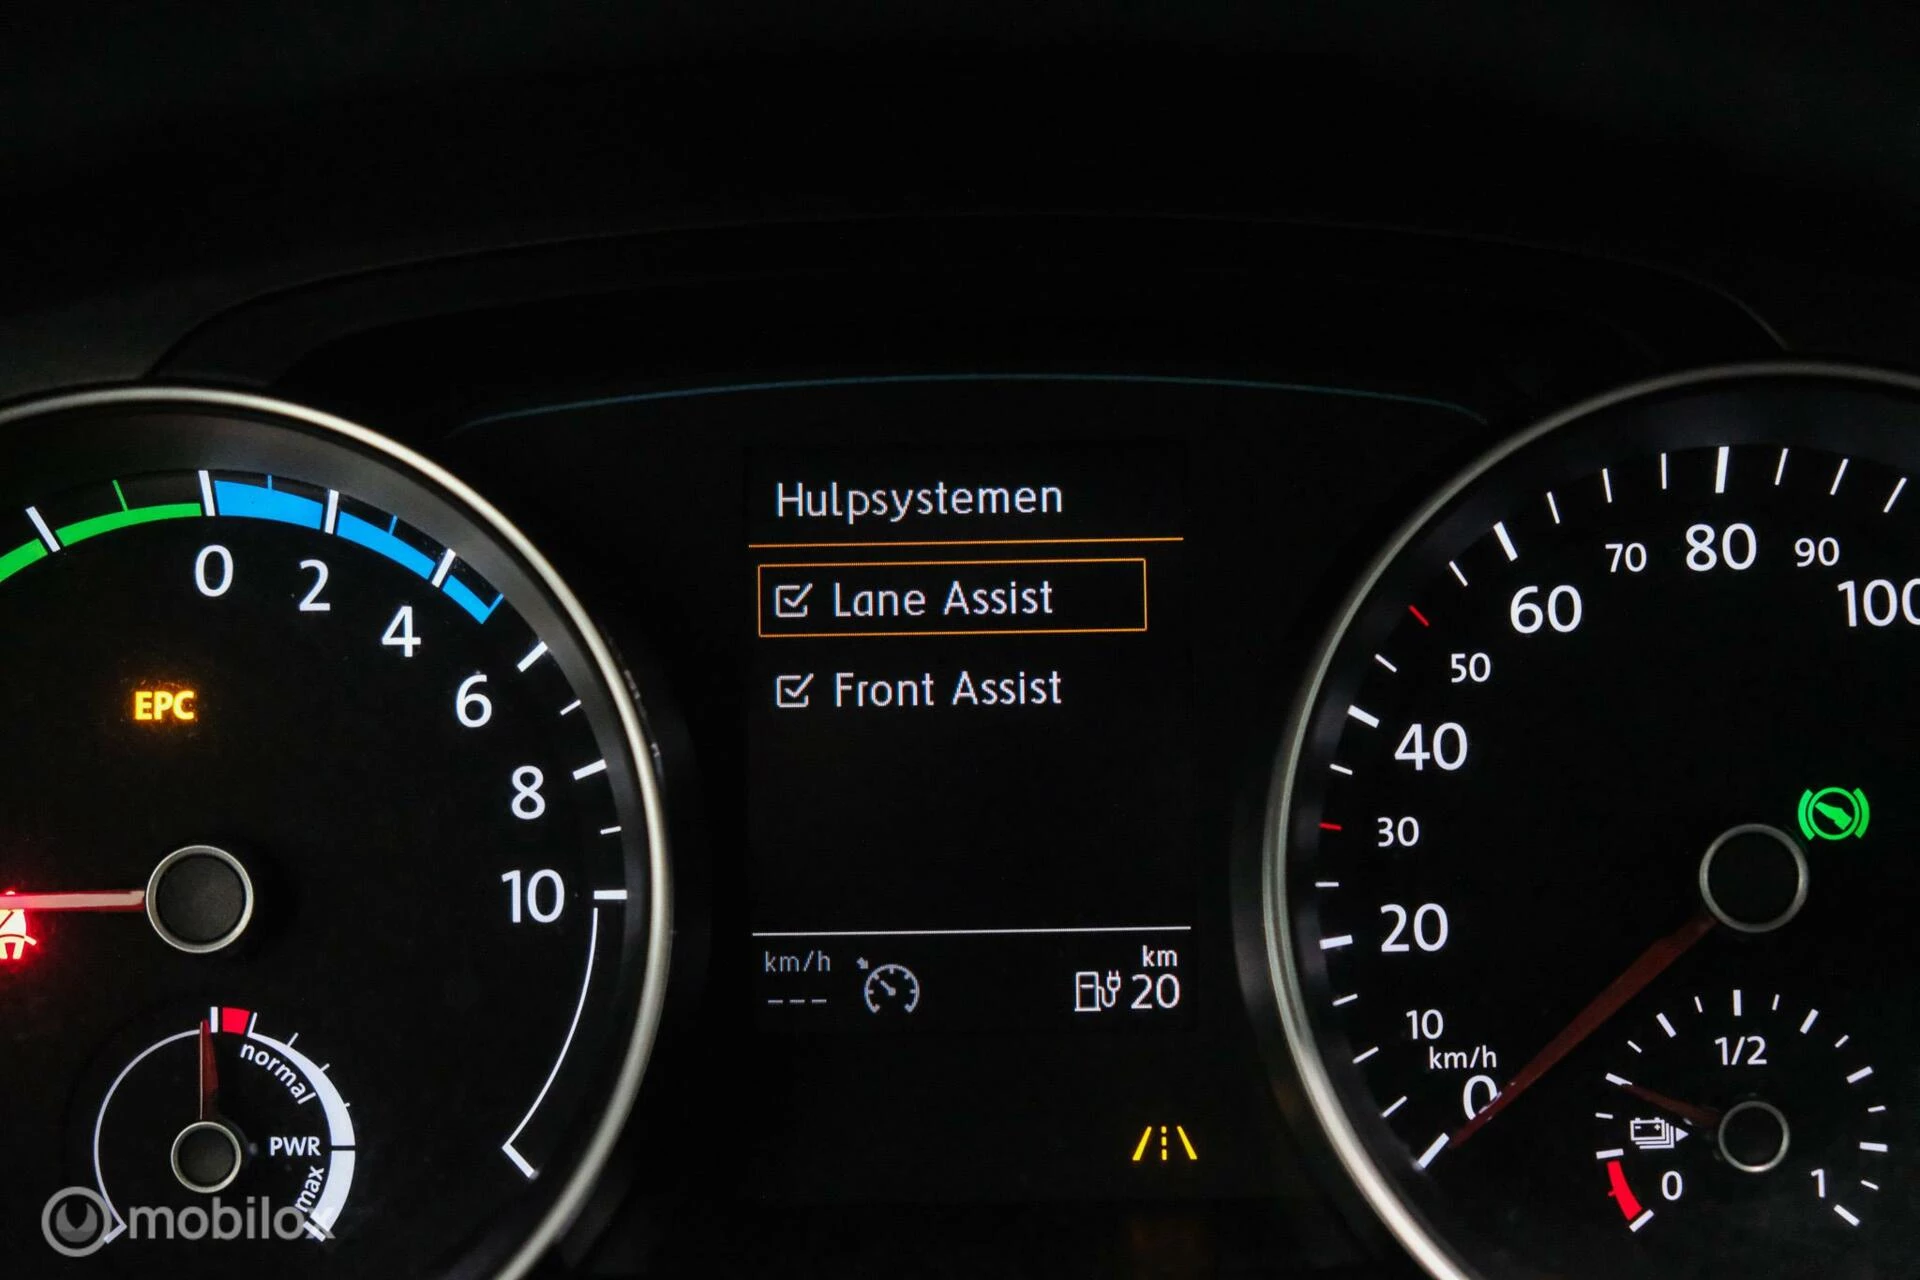 Hulpsystemen
Lane Assist
Front Assist
km/h
---
km
20
0
2
4
6
8
10
EPC
normal
PWR
max
0
10
20
30
40
50
60
70
80
90
100
km/h
1/2
0
1
mobilox